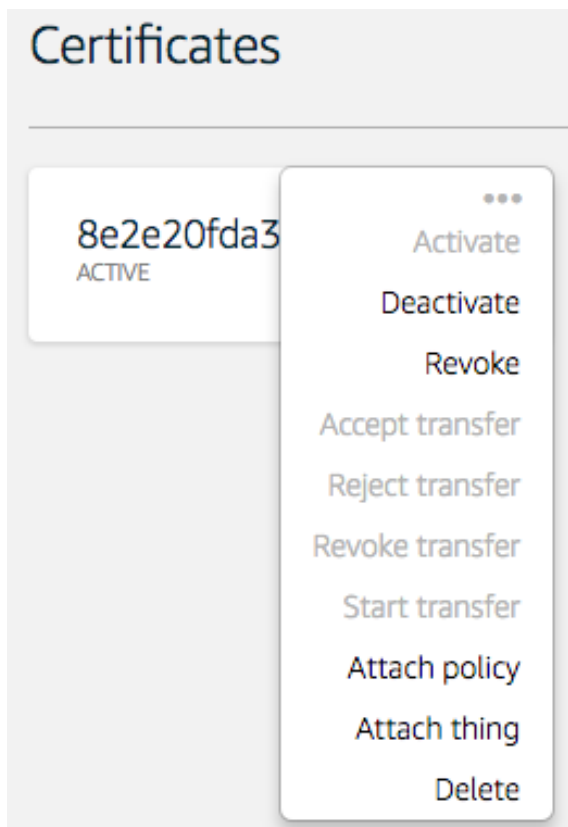 Certificates
8e2e20fda3
ACTIVE
•••
Activate
Deactivate
Revoke
Accept transfer
Reject transfer
Revoke transfer
Start transfer
Attach policy
Attach thing
Delete